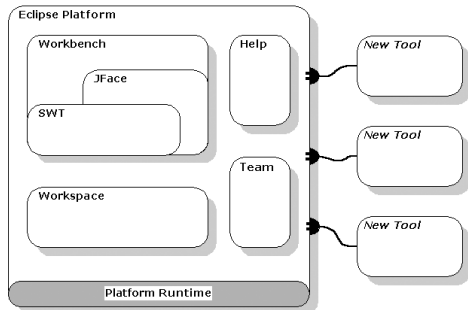 Eclipse Platform
Workbench
JFace
SWT
Workspace
Help
Team
Platform Runtime
New Tool
New Tool
New Tool